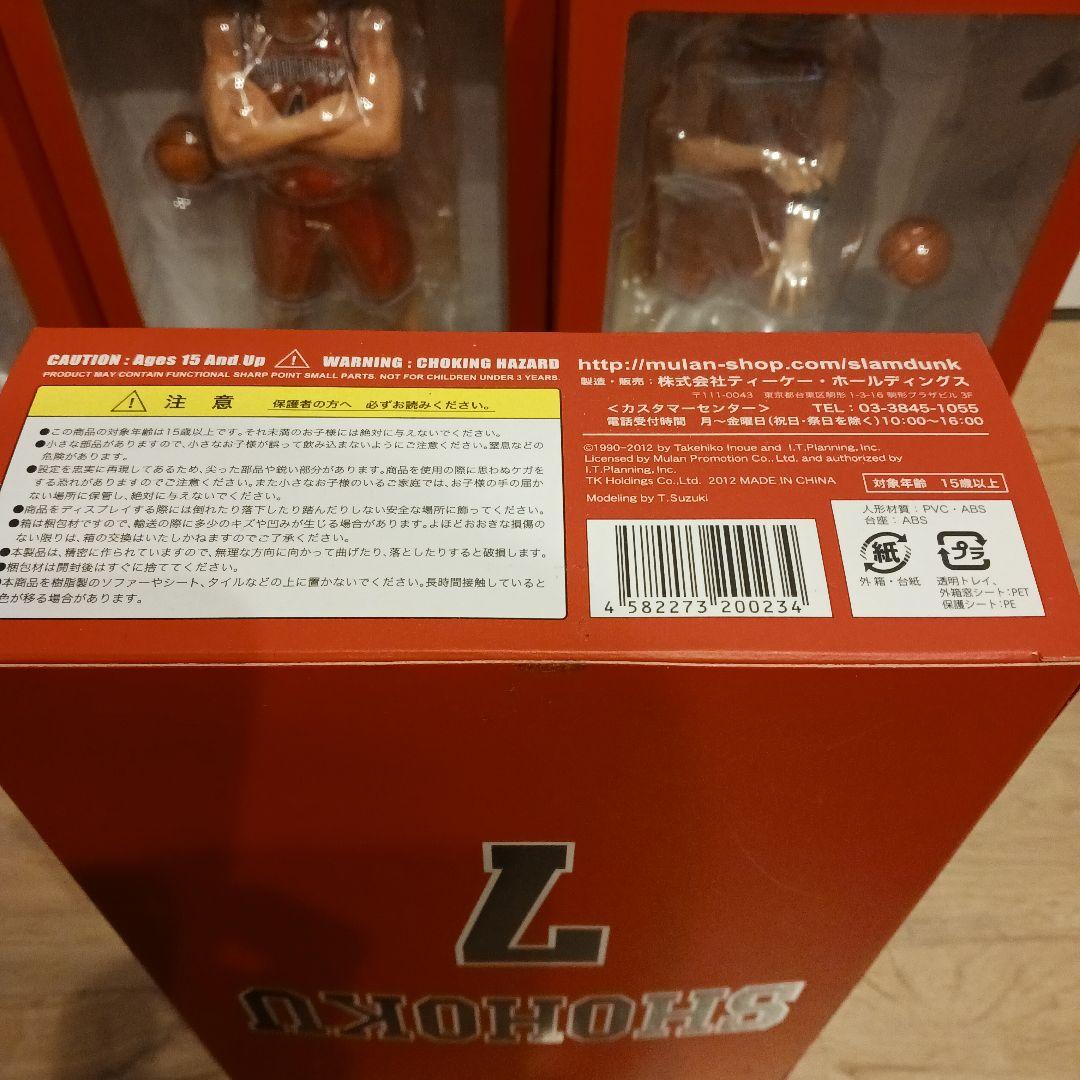 SHOHOKU
4
CAUTION : Ages 15 And Up ⚠ WARNING : CHOKING HAZARD
PRODUCT MAY CONTAIN FUNCTIONAL SHARP POINT SMALL PARTS. NOT FOR CHILDREN UNDER 3 YEARS.
注 意 保護者の方へ 必ずお読みください。
●この商品の対象年齢は15歳以上です。それ未満のお子様には絶対に与えないでください。
●小さな部品がありますので、小さなお子様が誤って飲み込まないようにご注意ください。窒息などの
危険があります。
●設定を忠実に再現してあるため、尖った部品や鋭い部分があります。商品を使用の際に思わぬケガを
する恐れがありますのでご注意ください。また小さなお子様のいるご家庭では、お子様の手の届か
ない場所に保管し、絶対に与えないでください。
●商品をディスプレイする際には倒れたり落下したり踏んだりしない安全な場所に飾ってください。
●箱は梱包材ですので、輸送の際に多少のキズや凹みが生じる場合があります。よほどおおきな損傷の
ない限りは、箱の交換はいたしかねますのでご了承ください。
●本製品は、精密に作られていますので、無理な方向に向かって曲げたり、落としたりすると破損します。
●梱包材は開封後はすぐに捨ててください。
●本商品を樹脂製のソファーやシート、タイルなどの上に置かないでください。長時間接触していると
色が移る場合があります。
http://mulan-shop.com/slamdunk
製造・販売：株式会社ティーケー・ホールディングス
〒111-0043 東京都台東区駒形1-3-16 駒形プラザビル 3F
＜カスタマーセンター＞ TEL：03-3845-1055
電話受付時間 月〜金曜日(祝日・祭日を除く)10:00〜16:00
©1990-2012 by Takehiko Inoue and I.T.Planning, Inc.
Licensed by Mulan Promotion Co., Ltd. and authorized by
I.T.Planning, Inc.
TK Holdings Co.,Ltd. 2012 MADE IN CHINA
対象年齢 15歳以上
Modeling by T.Suzuki
4 582273 200234
人形材質：PVC・ABS
台座：ABS
紙
プラ
外箱・台紙
透明トレイ、
外箱窓シート：PET
保護シート：PE
7
SHOHOKU